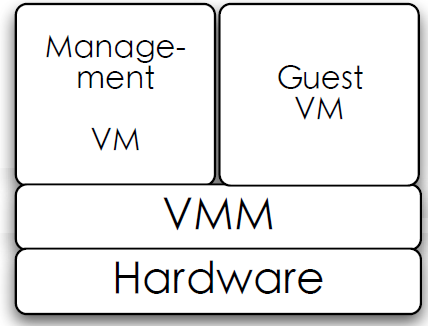 Manage-
ment
VM
Guest
VM
VMM
Hardware